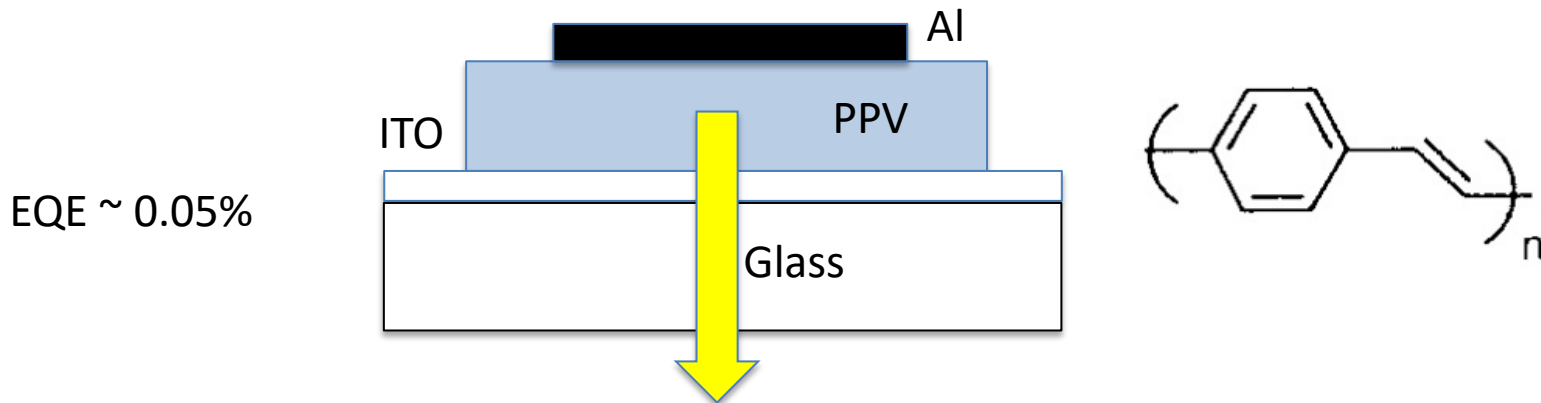 Al
ITO
PPV
EQE ~ 0.05%
Glass
n